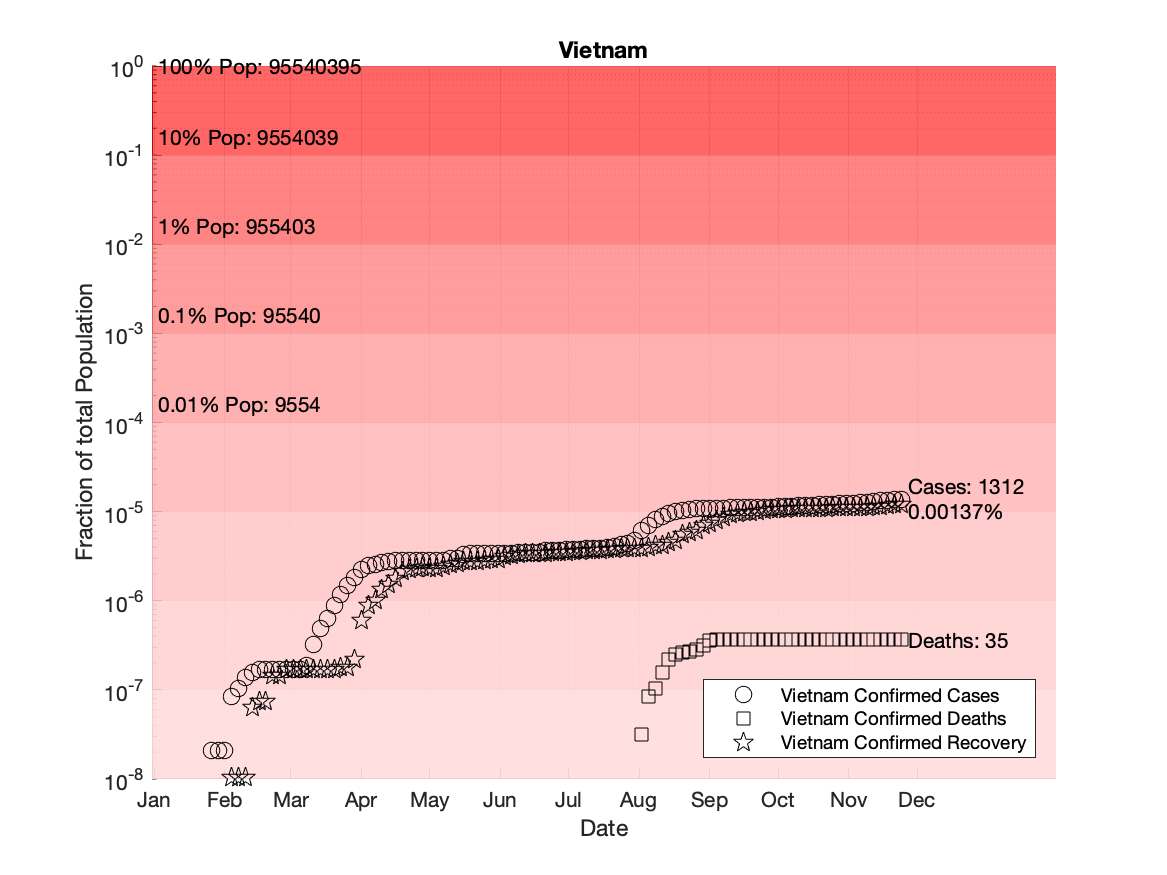 Vietnam
10^0
100% Pop: 95540395
10% Pop: 9554039
10^-1
1% Pop: 955403
10^-2
0.1% Pop: 95540
10^-3
0.01% Pop: 9554
10^-4
Cases: 1312
10^-5
0.00137%
10^-6
Deaths: 35
10^-7
10^-8
Fraction of total Population
Vietnam Confirmed Cases
Vietnam Confirmed Deaths
Vietnam Confirmed Recovery
Jan Feb Mar Apr May Jun Jul Aug Sep Oct Nov Dec
Date